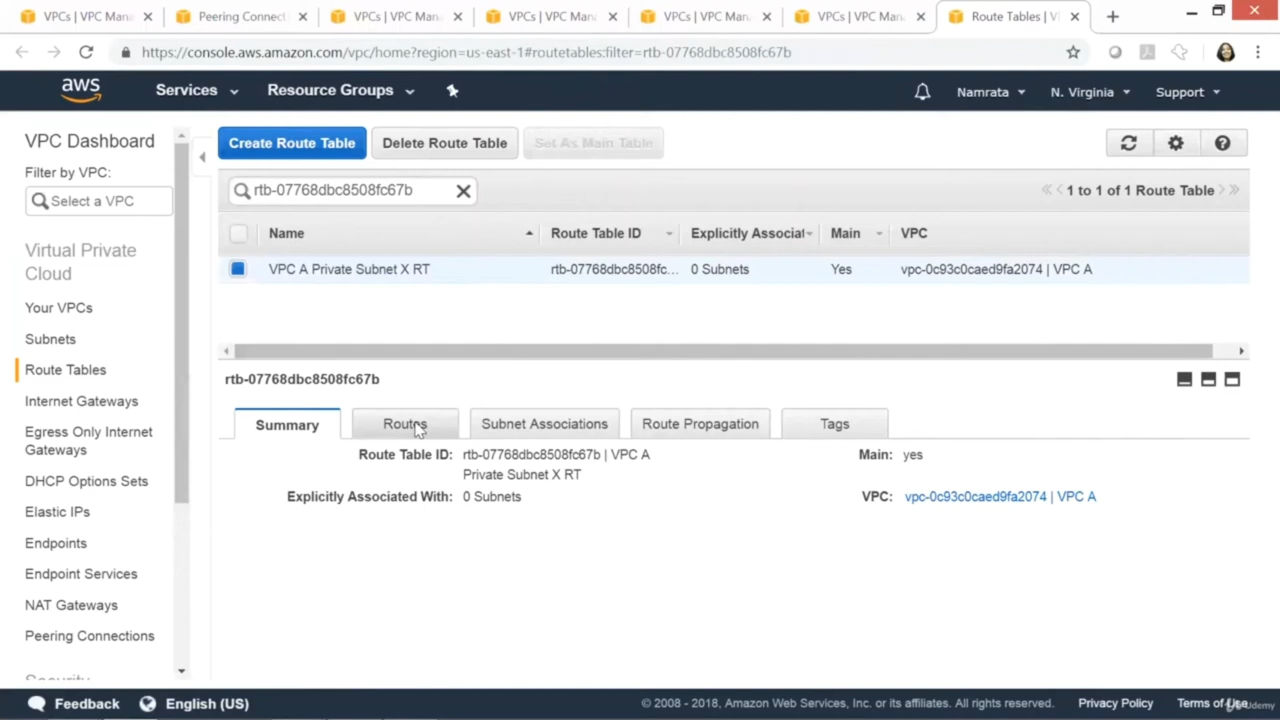 VPCs | VPC Mana
Peering Connect
VPCs | VPC Man
VPCs | VPC Man
VPCs | VPC Mar
VPCs | VPC Man
Route Tables | V
https://console.aws.amazon.com/vpc/home?region=us-east-1#routetables:filter=rtb-07768dbc8508fc67b
aws
Services
Resource Groups
Namrata
N. Virginia
Support
VPC Dashboard
Filter by VPC:
Select a VPC
Virtual Private
Cloud
Your VPCs
Subnets
Route Tables
Internet Gateways
Egress Only Internet
Gateways
DHCP Options Sets
Elastic IPs
Endpoints
Endpoint Services
NAT Gateways
Peering Connections
Security
Create Route Table
Delete Route Table
Set As Main Table
rtb-07768dbc8508fc67b
1 to 1 of 1 Route Table
Name Route Table ID Explicitly Associat Main VPC
VPC A Private Subnet X RT rtb-07768dbc8508fc... 0 Subnets Yes vpc-0c93c0caed9fa2074 | VPC A
rtb-07768dbc8508fc67b
Summary Routes Subnet Associations Route Propagation Tags
Route Table ID: rtb-07768dbc8508fc67b | VPC A
Private Subnet X RT
Main: yes
Explicitly Associated With: 0 Subnets
VPC: vpc-0c93c0caed9fa2074 | VPC A
Feedback
English (US)
© 2008 - 2018, Amazon Web Services, Inc. or its affiliates. All rights reserved.
Privacy Policy
Terms of Use
Udemy